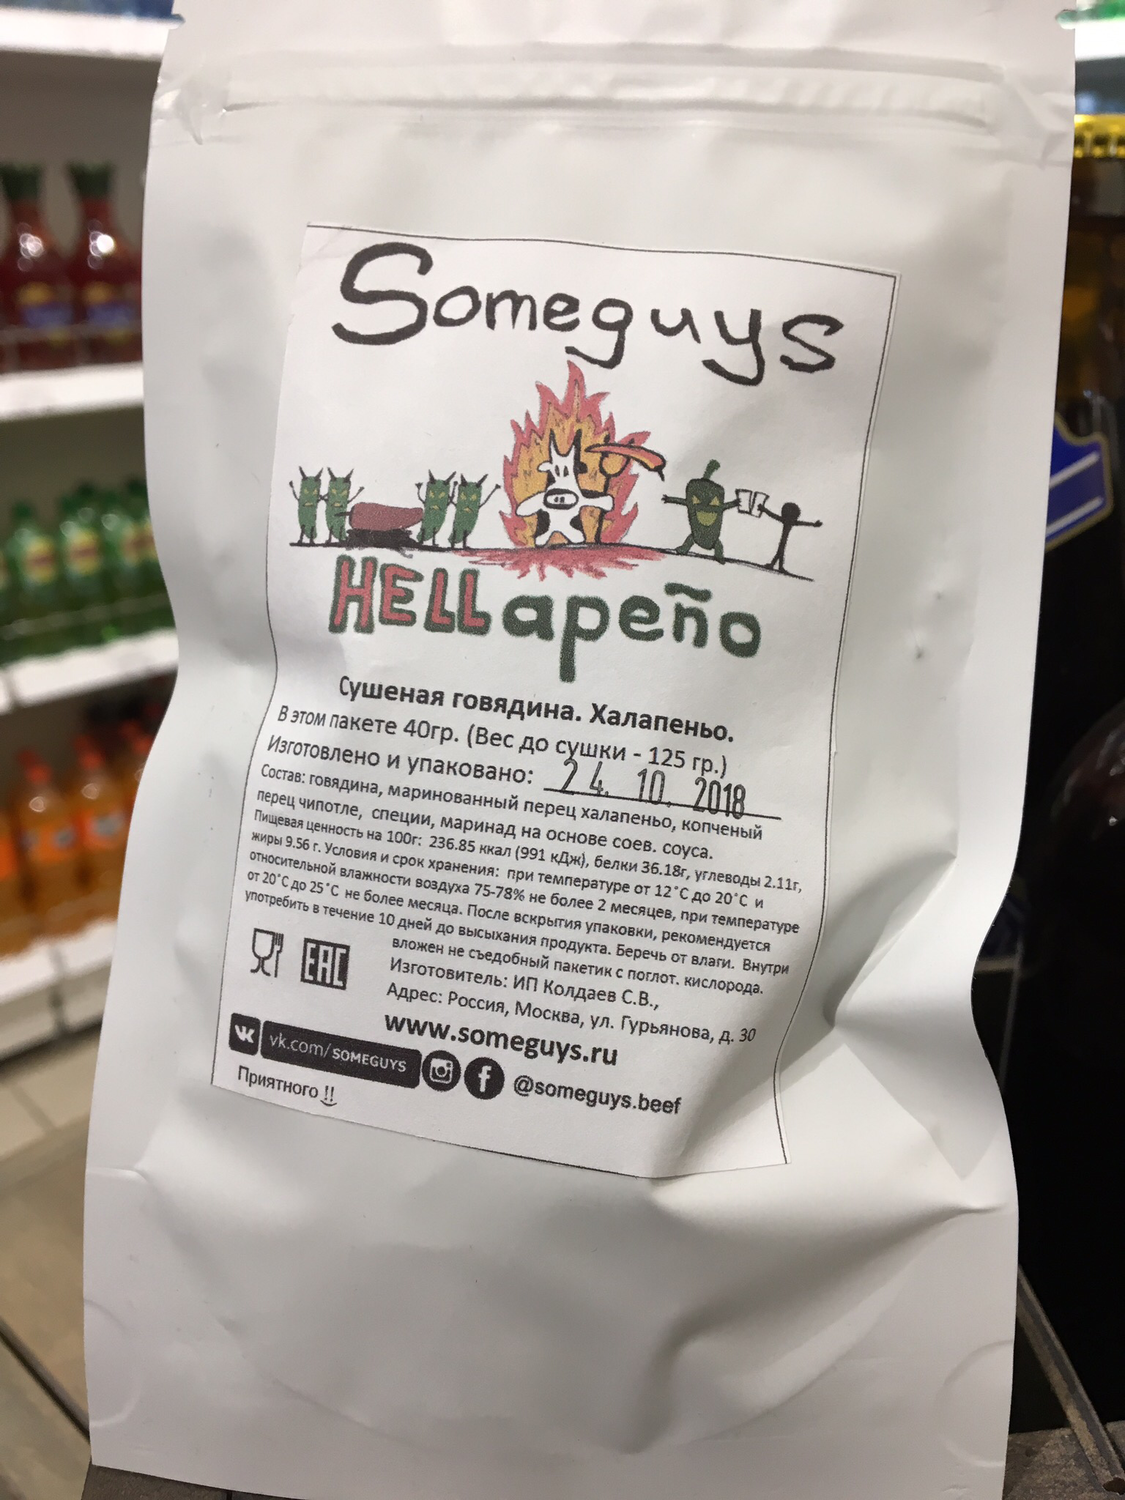 Someguys
HELLapeño
Сушеная говядина. Халапеньо.
В этом пакете 40гр. (Вес до сушки - 125 гр.)
Изготовлено и упаковано: 24. 10. 2018
Состав: говядина, маринованный перец халапеньо, копченый
перец чипотле, специи, маринад на основе соев. соуса.
Пищевая ценность на 100г: 236.85 ккал (991 кДж), белки 36.18г, углеводы 2.11г,
жиры 9.56 г. Условия и срок хранения: при температуре от 12˚С до 20˚С и
относительной влажности воздуха 75-78% не более 2 месяцев, при температуре
от 20˚С до 25˚С не более месяца. После вскрытия упаковки, рекомендуется
употребить в течение 10 дней до высыхания продукта. Беречь от влаги. Внутри
вложен не съедобный пакетик с поглот. кислорода.
EAC
Изготовитель: ИП Колдаев С.В.,
Адрес: Россия, Москва, ул. Гурьянова, д. 30
www.someguys.ru
vk.com/SOMEGUYS
@someguys.beef
Приятного !!